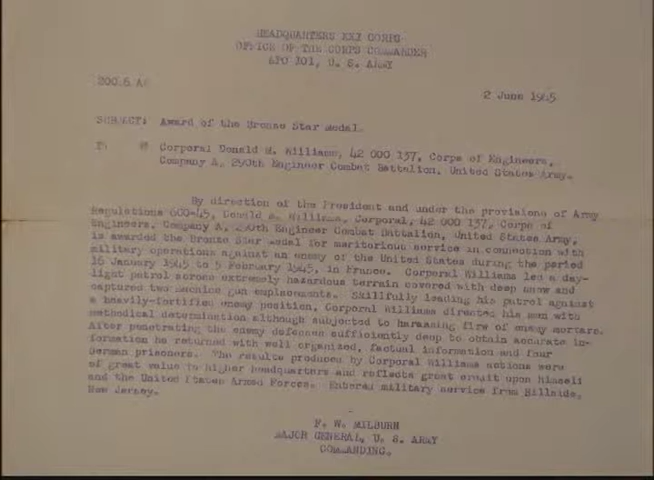 HEADQUARTERS XXI CORPS
OFFICE OF THE CORPS COMMANDER
APO 101, U. S. ARMY
200.6 AG
2 June 1945
SUBJECT: Award of the Bronze Star Medal.
Corporal Donald M. Williams, 42 000 137, Corps of Engineers,
Company A, 290th Engineer Combat Battalion, United States Army.
By direction of the President and under the provisions of Army
Regulations 600-45, Donald M. Williams, Corporal, 42 000 137, Corps of
Engineers, Company A, 290th Engineer Combat Battalion, United States Army,
is awarded the Bronze Star Medal for meritorious service in connection with
military operations against an enemy of the United States during the period
16 January 1945 to 5 February 1945, in France. Corporal Williams led a day-
light patrol across extremely hazardous terrain covered with deep snow and
captured two machine gun emplacements. Skillfully leading his patrol against
a heavily-fortified enemy position, Corporal Williams directed his men with
methodical determination although subjected to harassing fire of enemy mortars.
After penetrating the enemy defenses sufficiently deep to obtain accurate in-
formation he returned with well organized, factual information and four
German prisoners. The results produced by Corporal Williams actions were
of great value to higher headquarters and reflects great credit upon himself
and the United States Armed Forces. Entered military service from Hillside,
New Jersey.
F. W. MILBURN
MAJOR GENERAL, U. S. ARMY
COMMANDING.